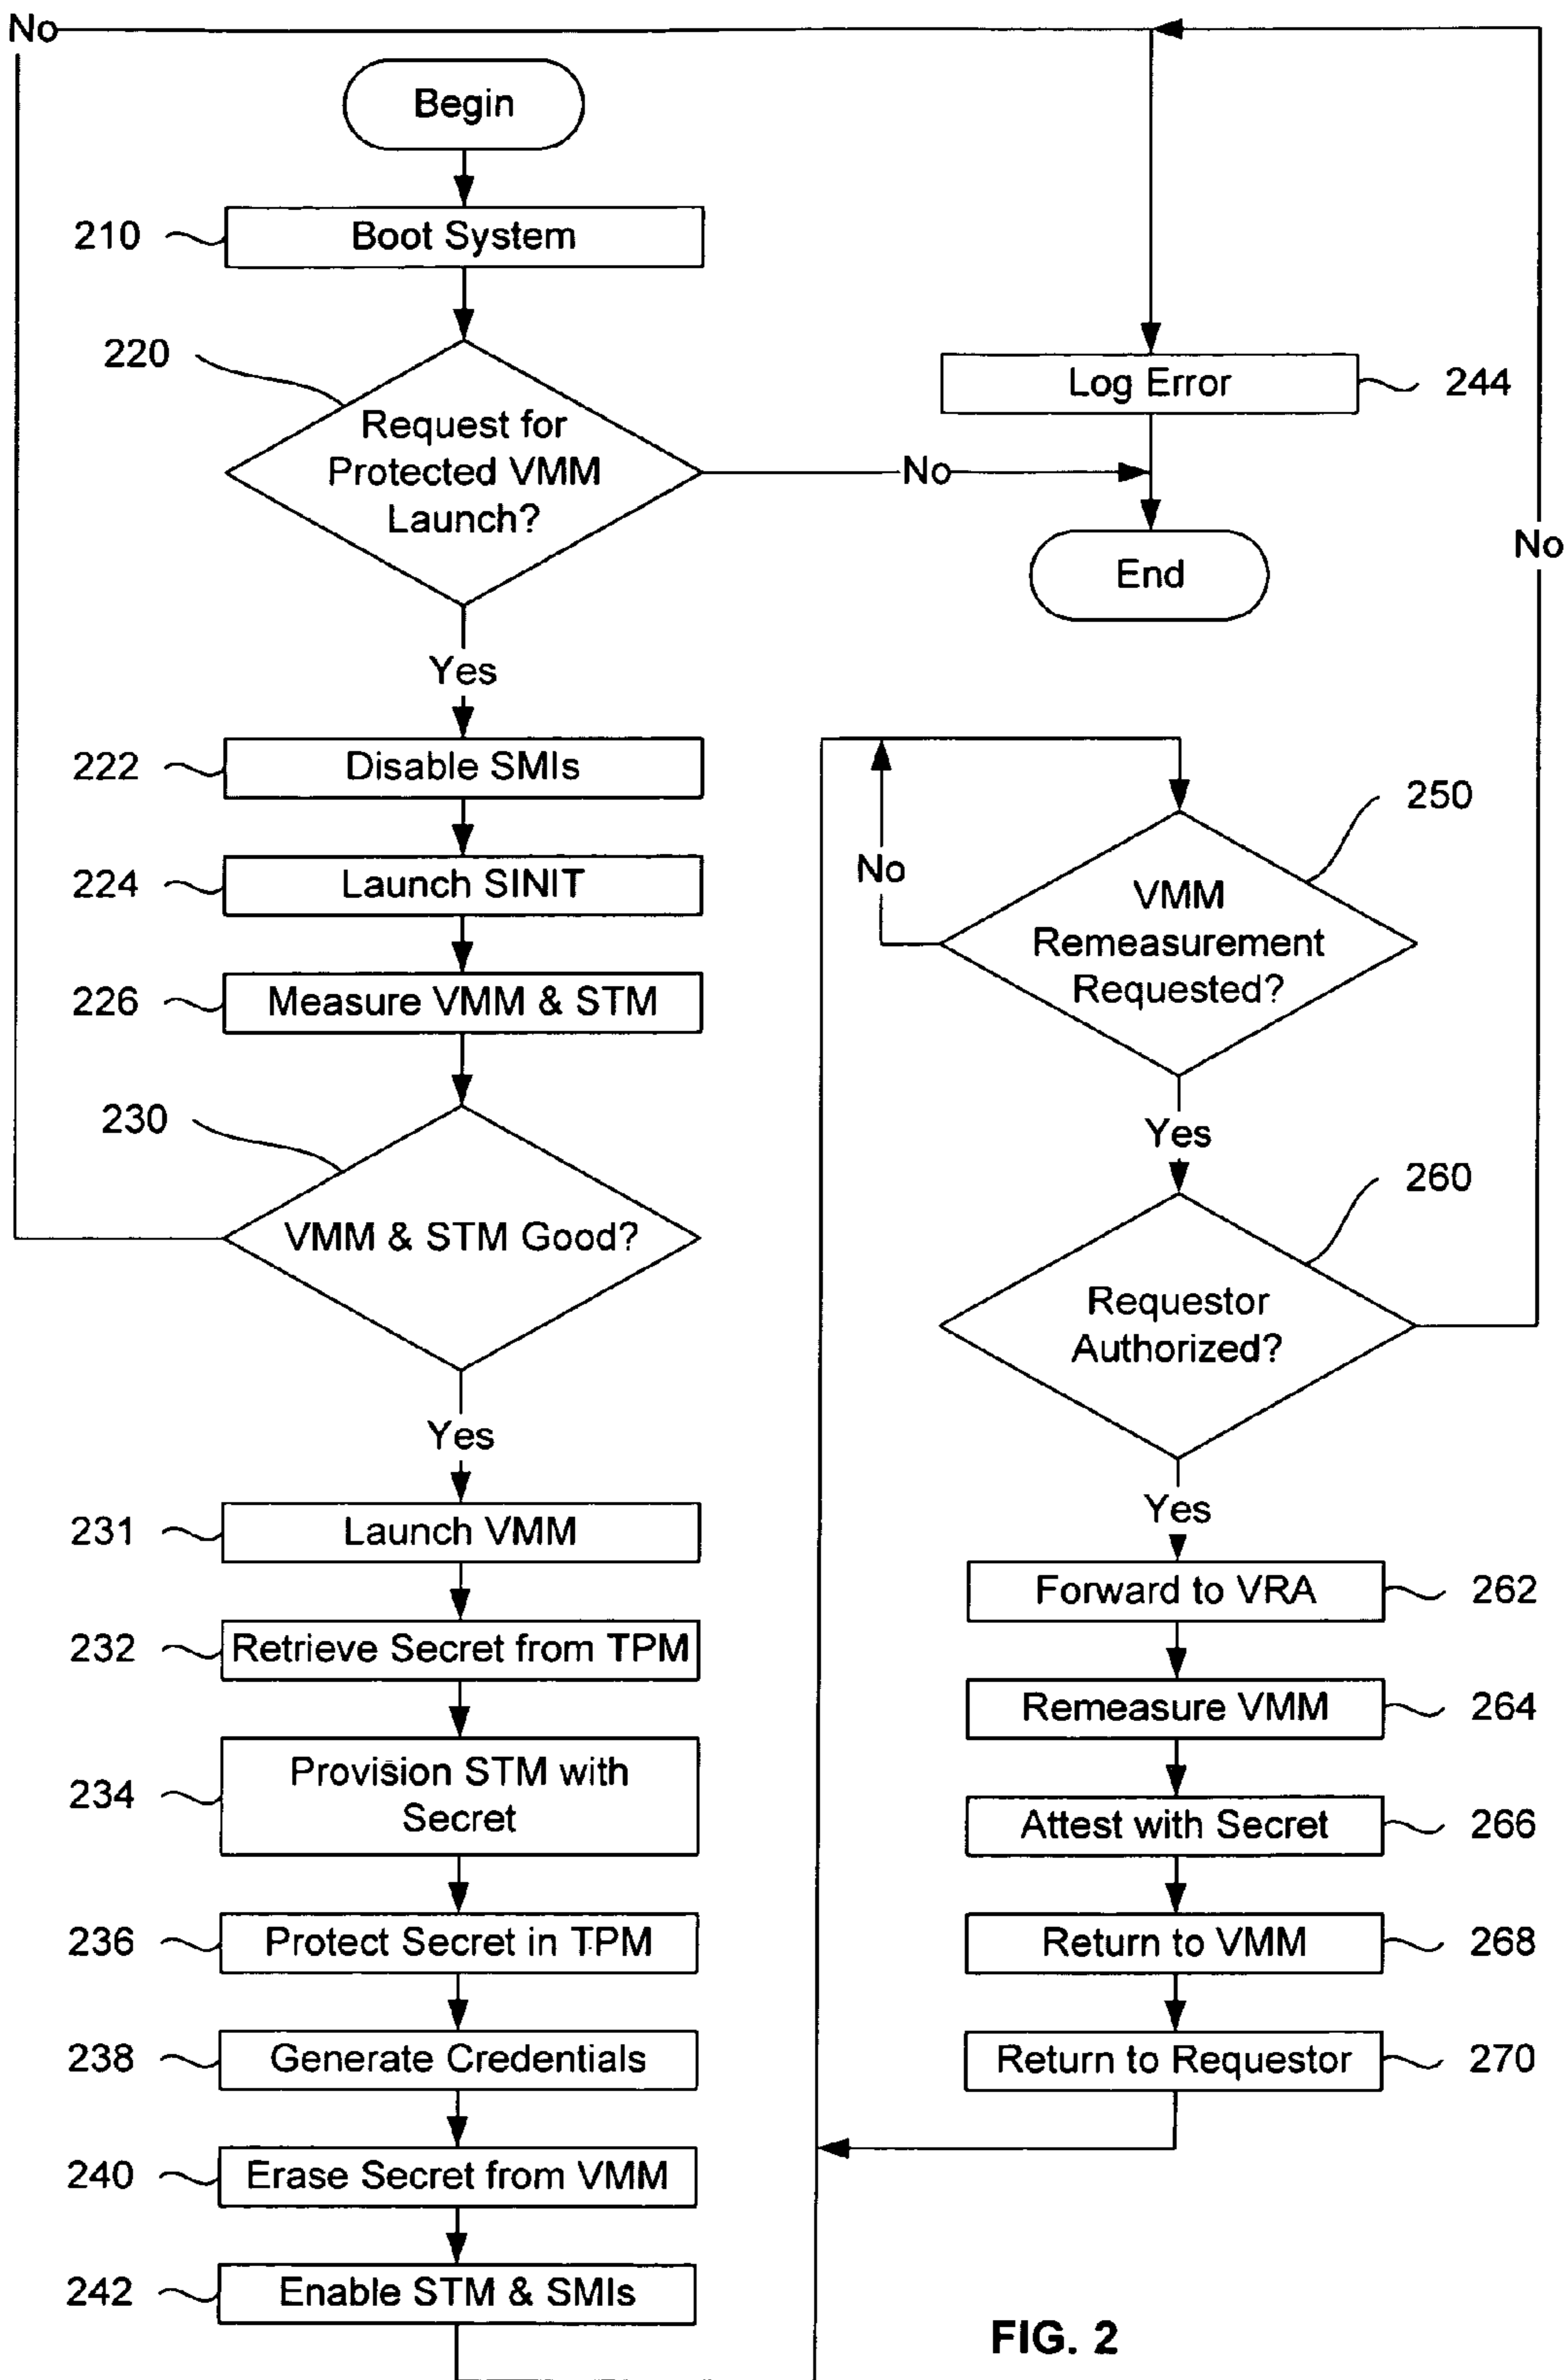 No
Begin
210
Boot System
220
Request for
Protected VMM
Launch?
No
Yes
222
Disable SMIs
224
Launch SINIT
226
Measure VMM & STM
230
VMM & STM Good?
Yes
231
Launch VMM
232
Retrieve Secret from TPM
234
Provision STM with
Secret
236
Protect Secret in TPM
238
Generate Credentials
240
Erase Secret from VMM
242
Enable STM & SMIs
Log Error
244
End
No
250
No
VMM
Remeasurement
Requested?
Yes
260
Requestor
Authorized?
Yes
Forward to VRA
262
Remeasure VMM
264
Attest with Secret
266
Return to VMM
268
Return to Requestor
270
FIG. 2